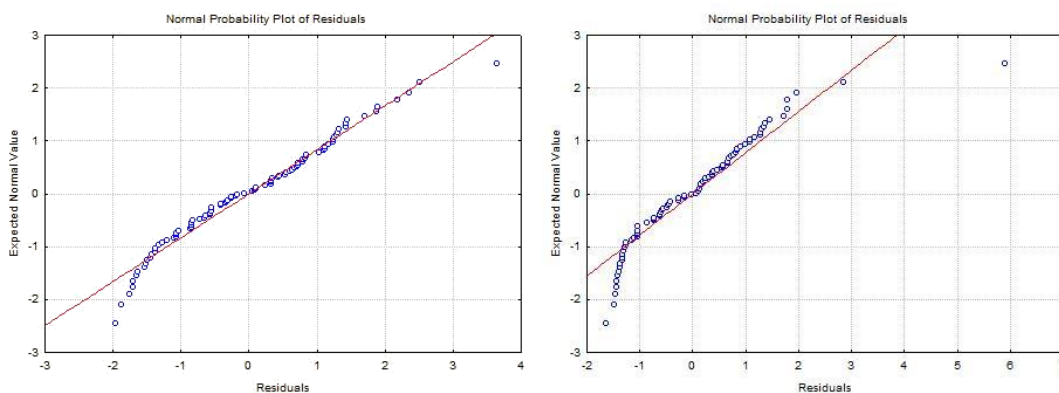 Normal Probability Plot of Residuals
3
2
1
0
-1
-2
-3
-3 -2 -1 0 1 2 3 4
Expected Normal Value
Residuals
Normal Probability Plot of Residuals
3
2
1
0
-1
-2
-3
-2 -1 0 1 2 3 4 5 6 7
Expected Normal Value
Residuals